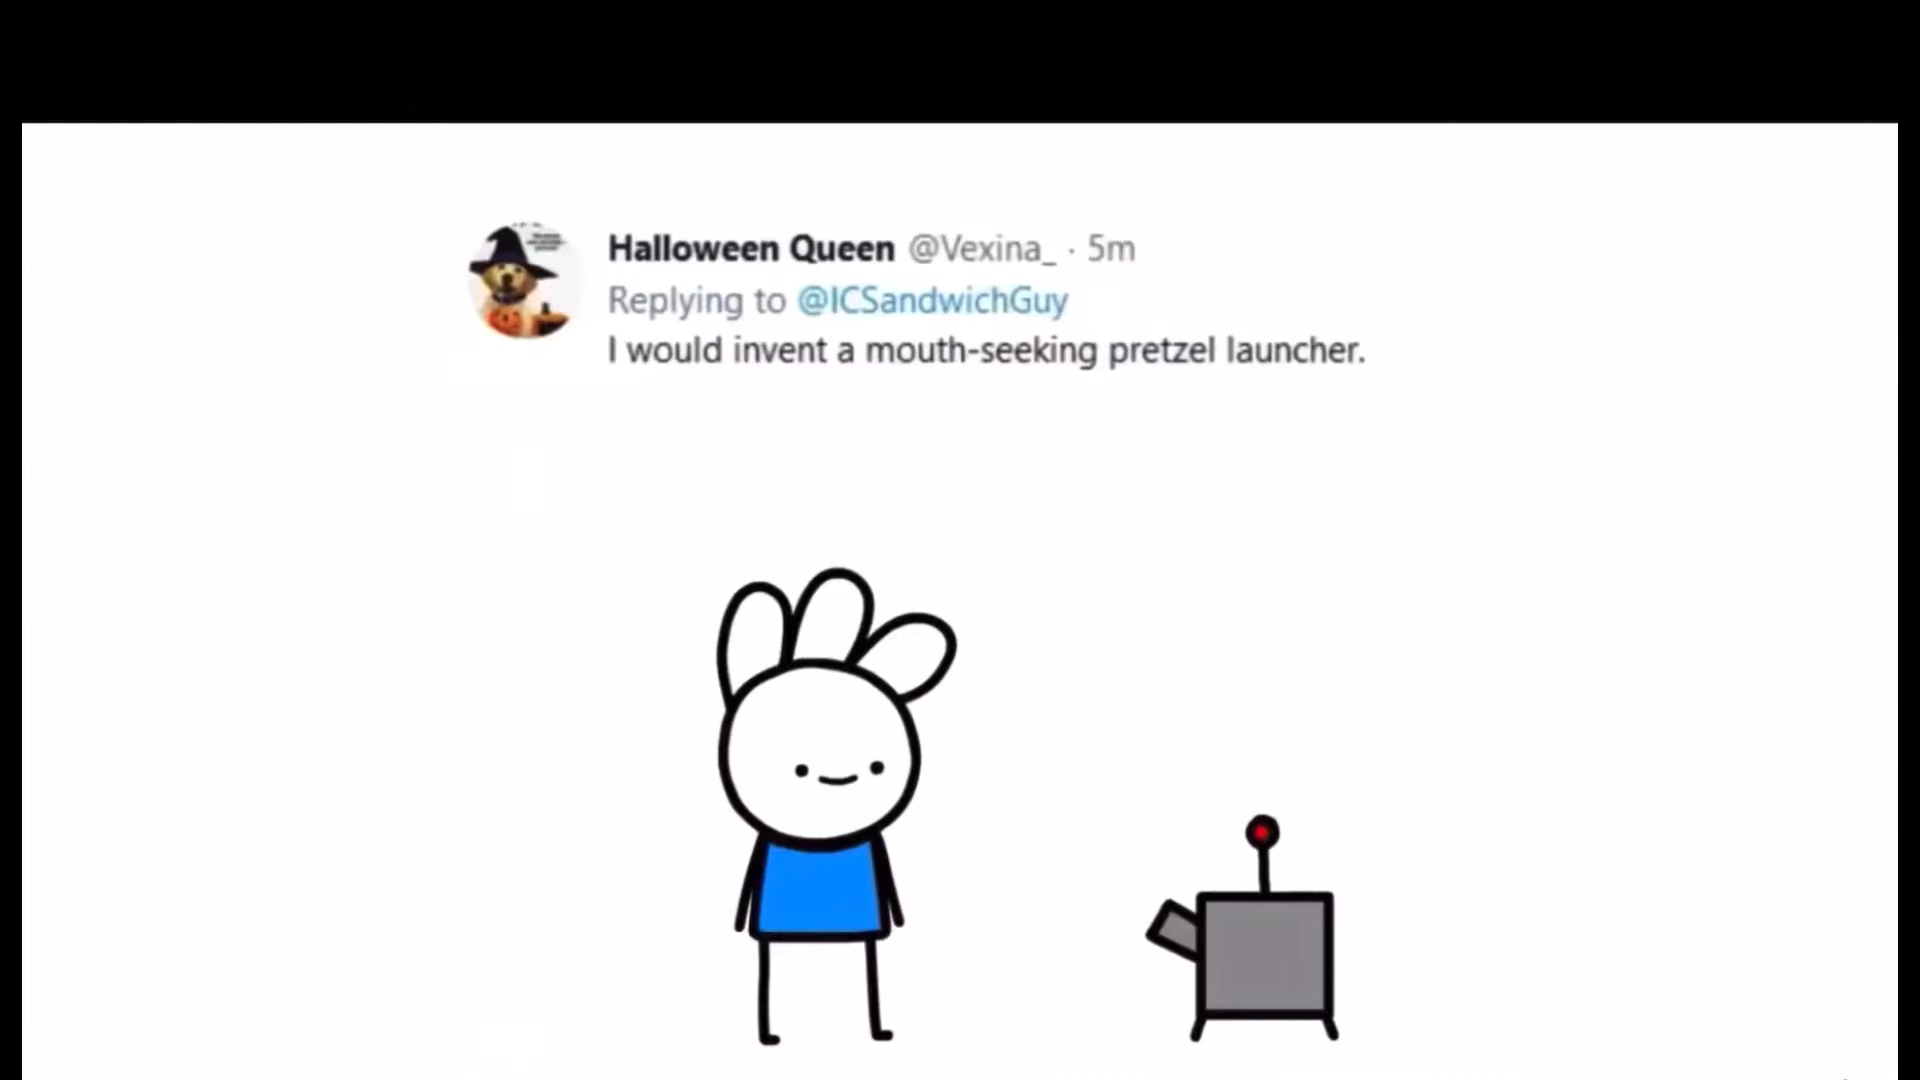 Halloween Queen @Vexina_ · 5m
Replying to @ICSandwichGuy
I would invent a mouth-seeking pretzel launcher.